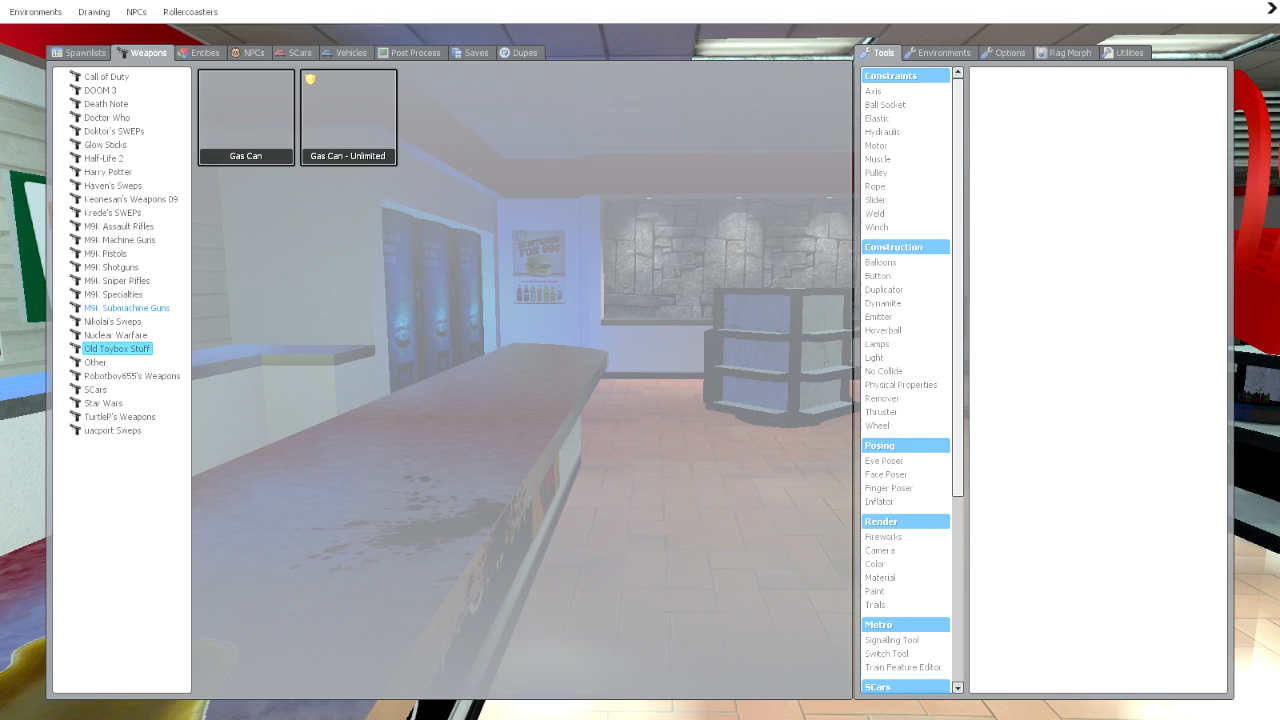 Environments Drawing NPCs Rollercoasters
Spawnlists Weapons Entities NPCs SCars Vehicles Post Process Saves Dupes
Tools Environments Options Rag Morph Utilities
Call of Duty
DOOM 3
Death Note
Doctor Who
Doktor's SWEPs
Glow Sticks
Half-Life 2
Harry Potter
Haven's Sweps
Keonesan's Weapons 09
Krede's SWEPs
M9K Assault Rifles
M9K Machine Guns
M9K Pistols
M9K Shotguns
M9K Sniper Rifles
M9K Specialties
M9K Submachine Guns
Nikolai's Sweps
Nuclear Warfare
Old Toybox Stuff
Other
Robotboy655's Weapons
SCars
Star Wars
TurtleP's Weapons
uacport Sweps
Gas Can
Gas Can - Unlimited
Constraints
Axis
Ball Socket
Elastic
Hydraulic
Motor
Muscle
Pulley
Rope
Slider
Weld
Winch
Construction
Balloons
Button
Duplicator
Dynamite
Emitter
Hoverball
Lamps
Light
No Collide
Physical Properties
Remover
Thruster
Wheel
Posing
Eye Poser
Face Poser
Finger Poser
Inflator
Render
Fireworks
Camera
Color
Material
Paint
Trails
Metro
Signalling Tool
Switch Tool
Train Feature Editor
SCars